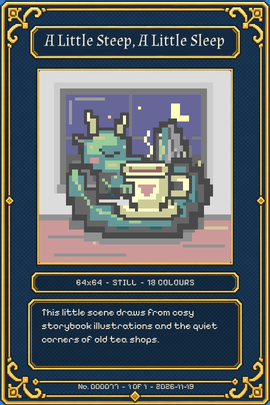 A Little Steep, A Little Sleep
64x64 - STILL - 18 COLOURS
This little scene draws from cosy
storybook illustrations and the quiet
corners of old tea shops.
No. 000077 - 1 OF 1 - 2026-11-19